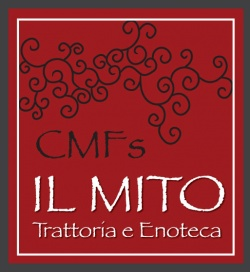 CMFs
IL MITO
Trattoria e Enoteca